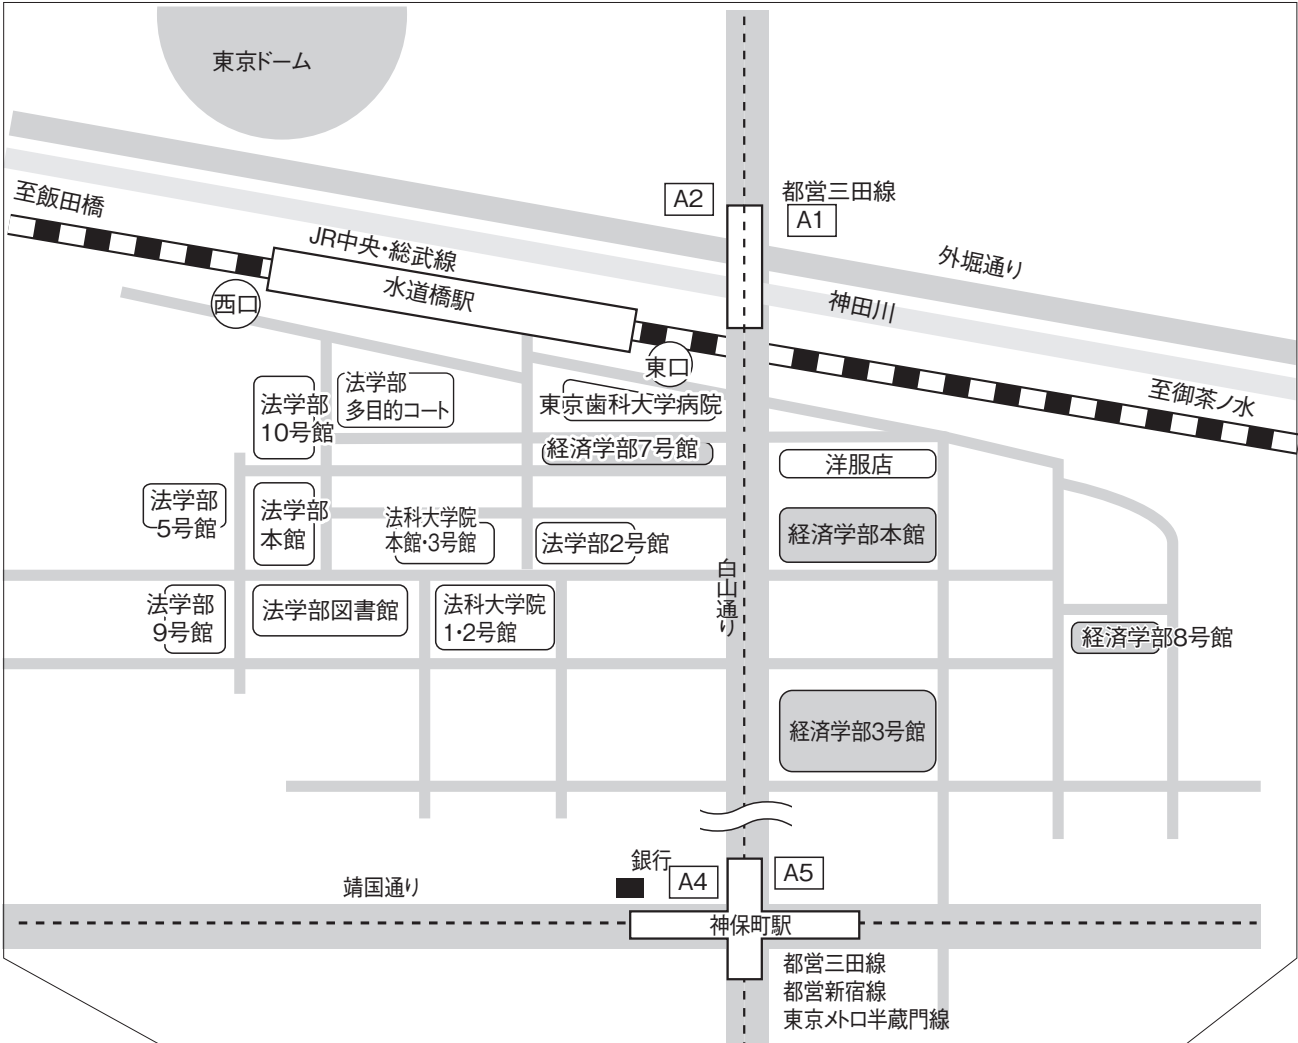 東京ドーム
A2
都営三田線
A1
至飯田橋
JR中央・総武線
外堀通り
水道橋駅
神田川
西口
東口
至御茶ノ水
法学部
10号館
法学部
多目的コート
東京歯科大学病院
経済学部7号館
洋服店
法学部
5号館
法学部
本館
法科大学院
本館・3号館
法学部2号館
経済学部本館
白山通り
法学部
9号館
法学部図書館
法科大学院
1・2号館
経済学部8号館
経済学部3号館
銀行
A4
A5
靖国通り
神保町駅
都営三田線
都営新宿線
東京メトロ半蔵門線